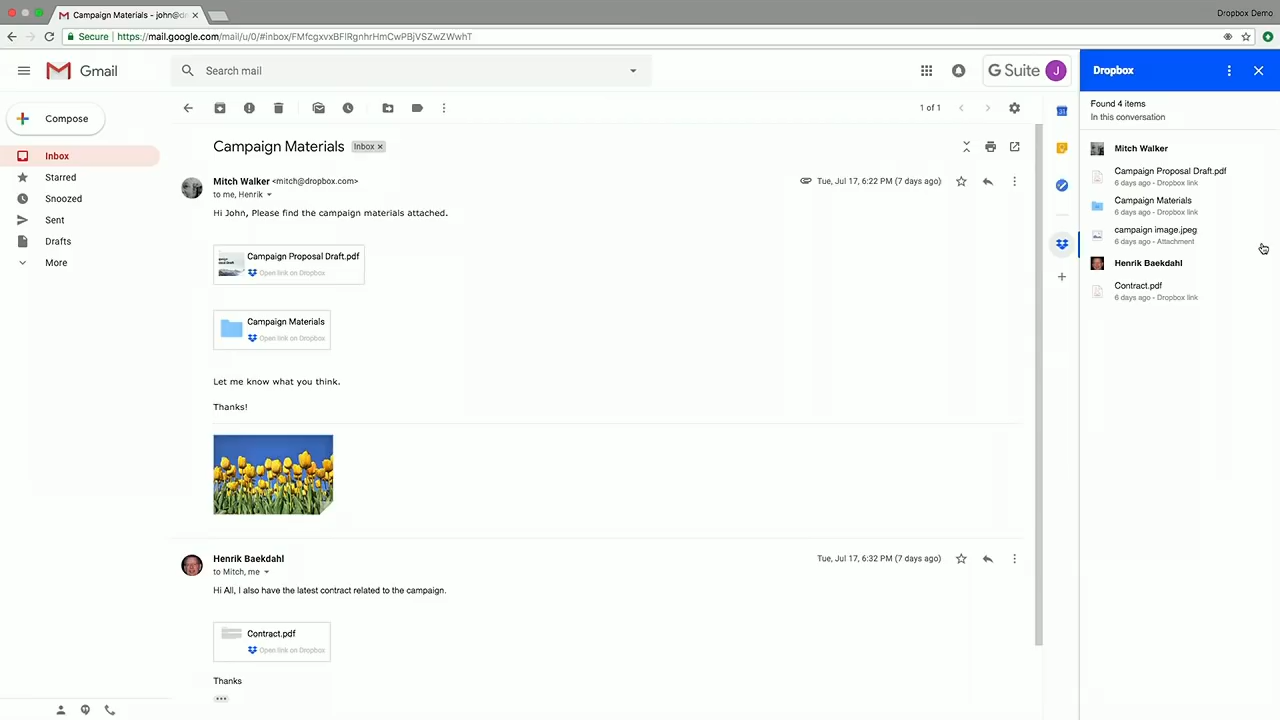 Campaign Materials - john@d
Dropbox Demo
Secure
https://mail.google.com/mail/u/0/#inbox/FMfcgxvxBFlRgnhrHmCwPBjVSZwZWwhT
Gmail
Search mail
G Suite
J
Dropbox
Compose
1 of 1
Found 4 items
In this conversation
Inbox
Starred
Snoozed
Sent
Drafts
More
Campaign Materials
Inbox ×
Mitch Walker <mitch@dropbox.com>
Tue, Jul 17, 6:22 PM (7 days ago)
to me, Henrik
Hi John, Please find the campaign materials attached.
Campaign Proposal Draft.pdf
Open link on Dropbox
Campaign Materials
Open link on Dropbox
Let me know what you think.
Thanks!
Henrik Baekdahl
Tue, Jul 17, 6:32 PM (7 days ago)
to Mitch, me
Hi All, I also have the latest contract related to the campaign.
Contract.pdf
Open link on Dropbox
Thanks
31
Mitch Walker
Campaign Proposal Draft.pdf
6 days ago - Dropbox link
Campaign Materials
6 days ago - Dropbox link
campaign image.jpeg
6 days ago - Attachment
Henrik Baekdahl
Contract.pdf
6 days ago - Dropbox link